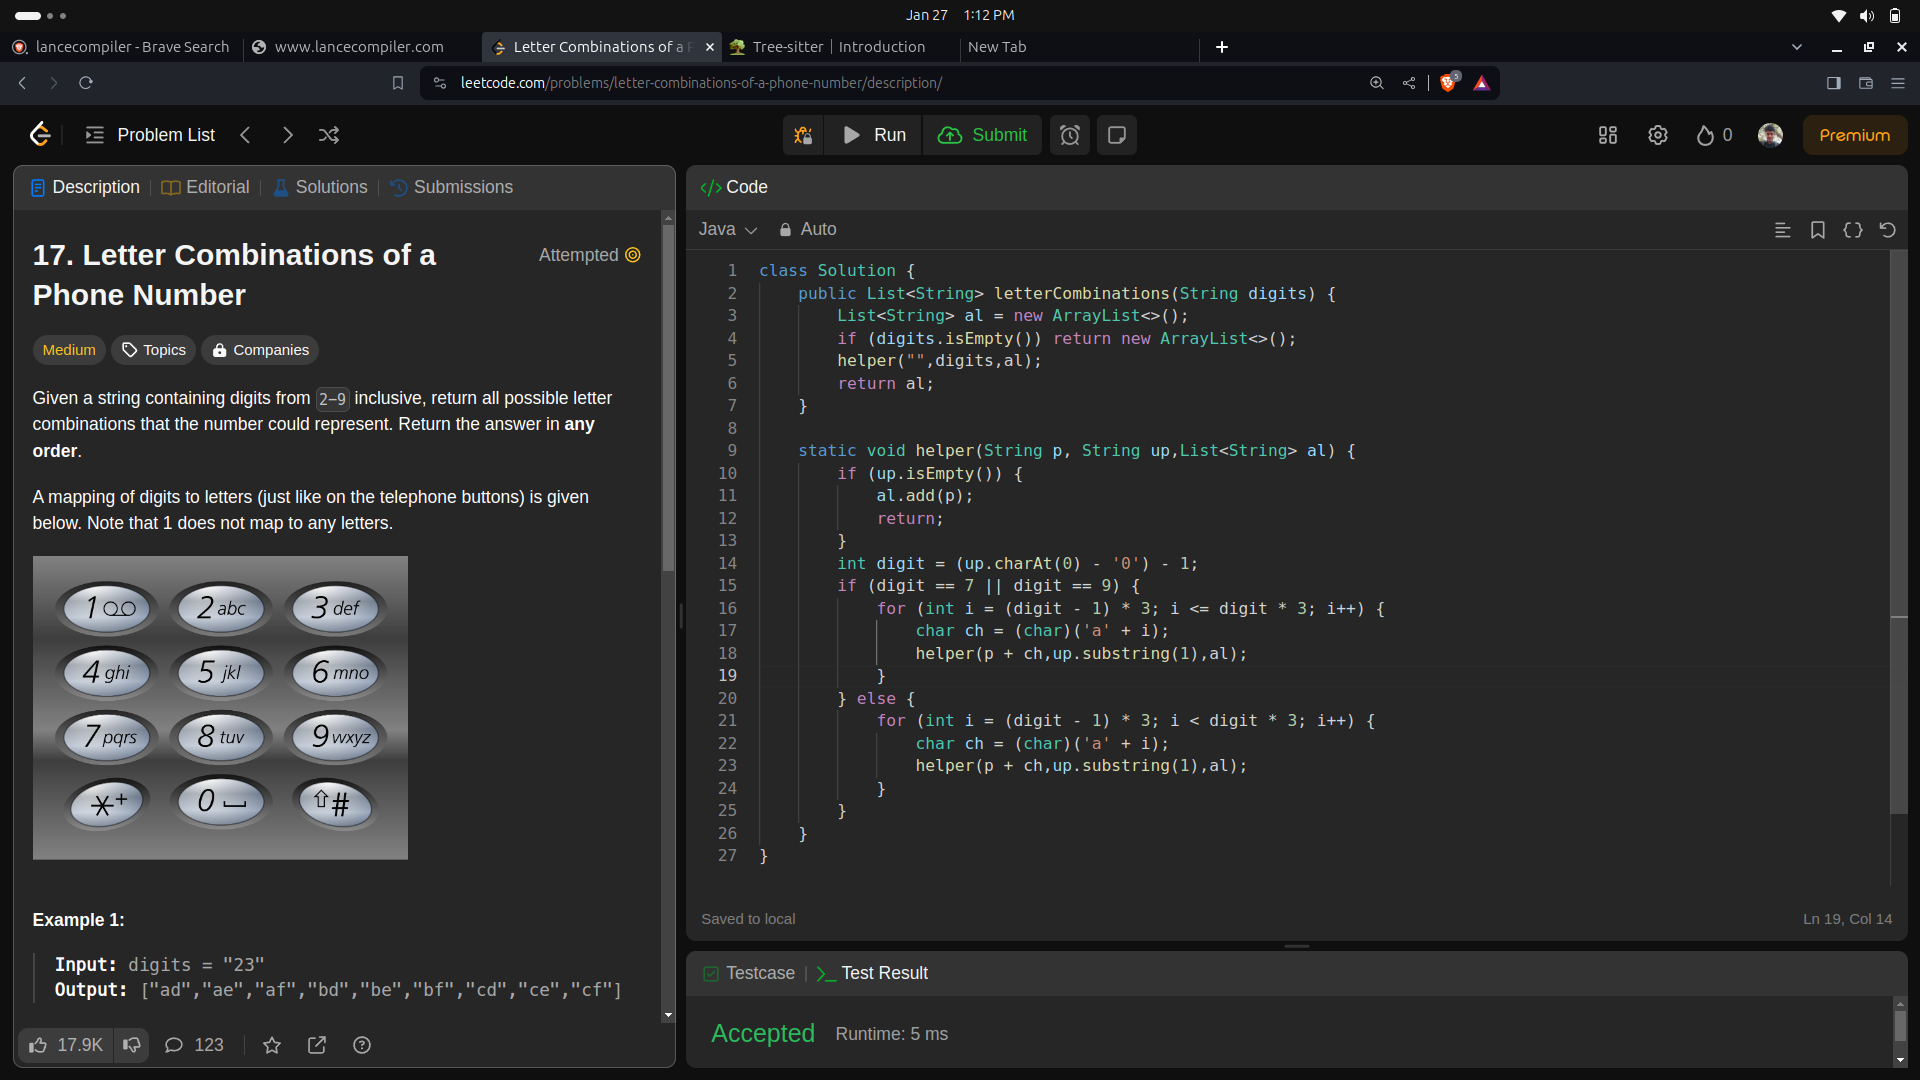 Jan 27 1:12 PM
lancecompiler - Brave Search
www.lancecompiler.com
Letter Combinations of a P
Tree-sitter | Introduction
New Tab
leetcode.com/problems/letter-combinations-of-a-phone-number/description/
5
Problem List
Run
Submit
0
Premium
Description
Editorial
Solutions
Submissions
17. Letter Combinations of a
Phone Number
Attempted
Medium
Topics
Companies
Given a string containing digits from 2-9 inclusive, return all possible letter
combinations that the number could represent. Return the answer in any
order.
A mapping of digits to letters (just like on the telephone buttons) is given
below. Note that 1 does not map to any letters.
1 2 abc 3 def
4 ghi 5 jkl 6 mno
7 pqrs 8 tuv 9 wxyz
*+ 0 ⇧#
Example 1:
Input: digits = "23"
Output: ["ad","ae","af","bd","be","bf","cd","ce","cf"]
17.9K
123
</> Code
Java
Auto
1 class Solution {
2 public List<String> letterCombinations(String digits) {
3 List<String> al = new ArrayList<>();
4 if (digits.isEmpty()) return new ArrayList<>();
5 helper("",digits,al);
6 return al;
7 }
8
9 static void helper(String p, String up,List<String> al) {
10 if (up.isEmpty()) {
11 al.add(p);
12 return;
13 }
14 int digit = (up.charAt(0) - '0') - 1;
15 if (digit == 7 || digit == 9) {
16 for (int i = (digit - 1) * 3; i <= digit * 3; i++) {
17 char ch = (char)('a' + i);
18 helper(p + ch,up.substring(1),al);
19 }
20 } else {
21 for (int i = (digit - 1) * 3; i < digit * 3; i++) {
22 char ch = (char)('a' + i);
23 helper(p + ch,up.substring(1),al);
24 }
25 }
26 }
27 }
Saved to local
Ln 19, Col 14
Testcase
Test Result
Accepted
Runtime: 5 ms